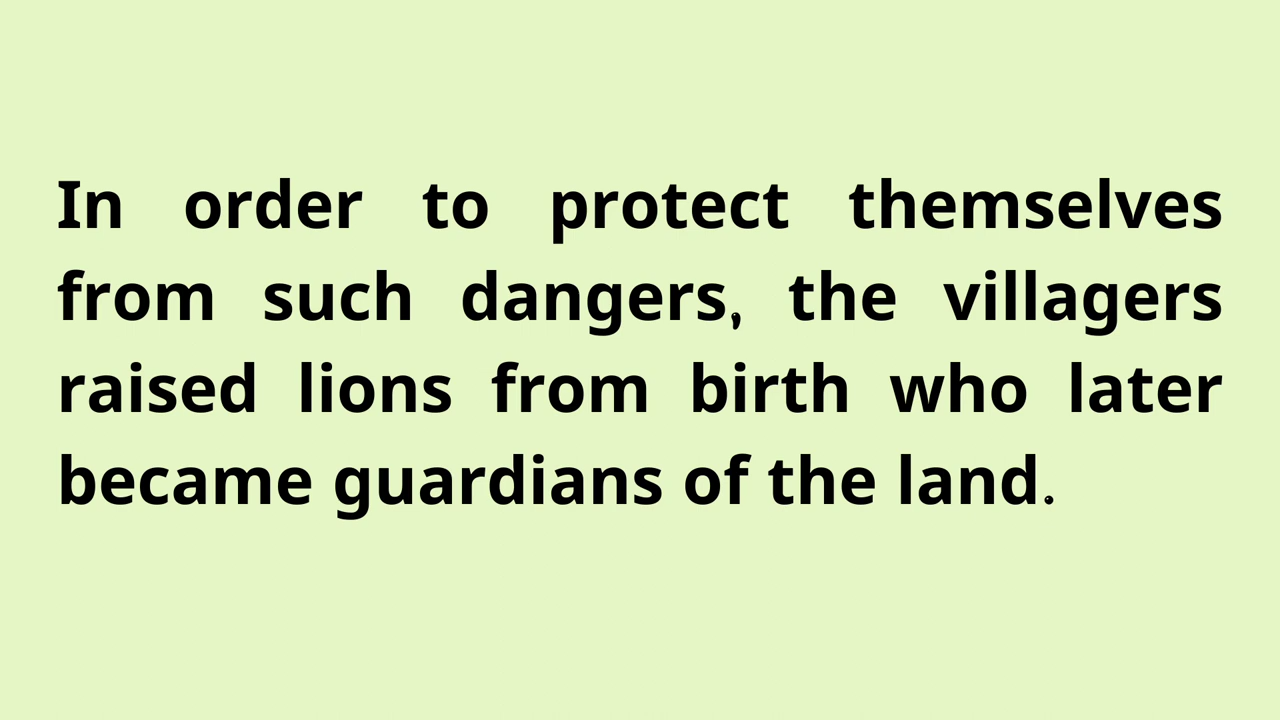 In order to protect themselves
from such dangers, the villagers
raised lions from birth who later
became guardians of the land.